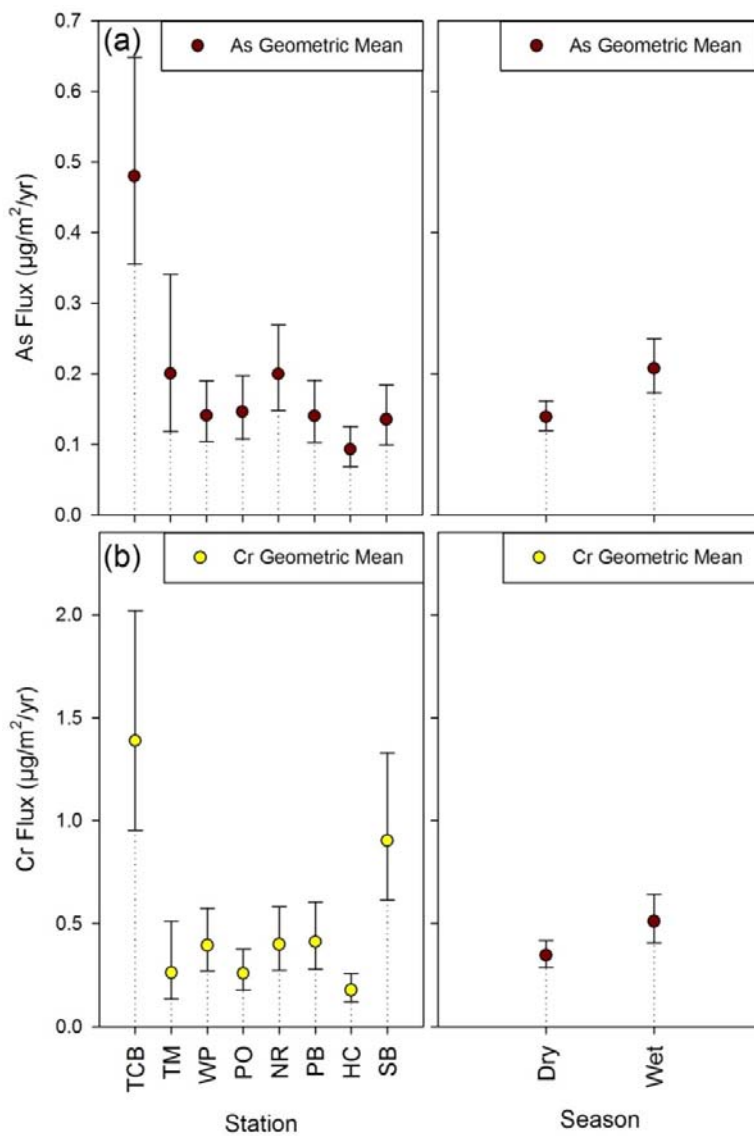 (a)
As Geometric Mean
As Geometric Mean
As Flux (µg/m²/yr)
0.7
0.6
0.5
0.4
0.3
0.2
0.1
0.0
(b)
Cr Geometric Mean
Cr Geometric Mean
Cr Flux (µg/m²/yr)
2.0
1.5
1.0
0.5
0.0
TCB
TM
WP
PO
NR
PB
HC
SB
Dry
Wet
Station
Season